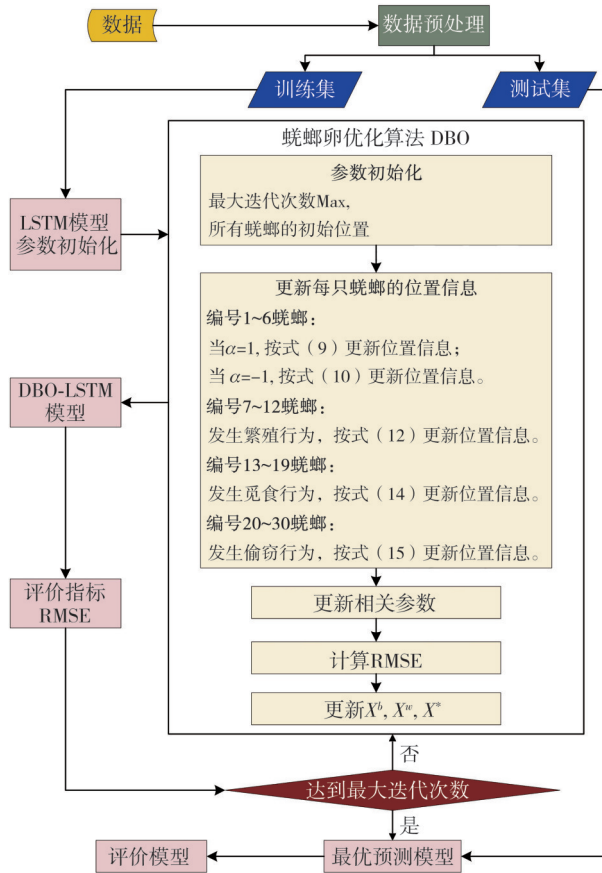 数据
数据预处理
训练集
测试集
蜣螂卵优化算法 DBO
参数初始化
最大迭代次数Max,
所有蜣螂的初始位置
LSTM模型
参数初始化
更新每只蜣螂的位置信息
编号1~6蜣螂：
当α=1, 按式（9）更新位置信息；
当 α=-1, 按式（10）更新位置信息。
编号7~12蜣螂：
发生繁殖行为，按式（12）更新位置信息。
编号13~19蜣螂：
发生觅食行为，按式（14）更新位置信息。
编号20~30蜣螂：
发生偷窃行为，按式（15）更新位置信息。
DBO-LSTM
模型
评价指标
RMSE
更新相关参数
计算RMSE
更新X^b, X^w, X^*
否
达到最大迭代次数
是
评价模型
最优预测模型